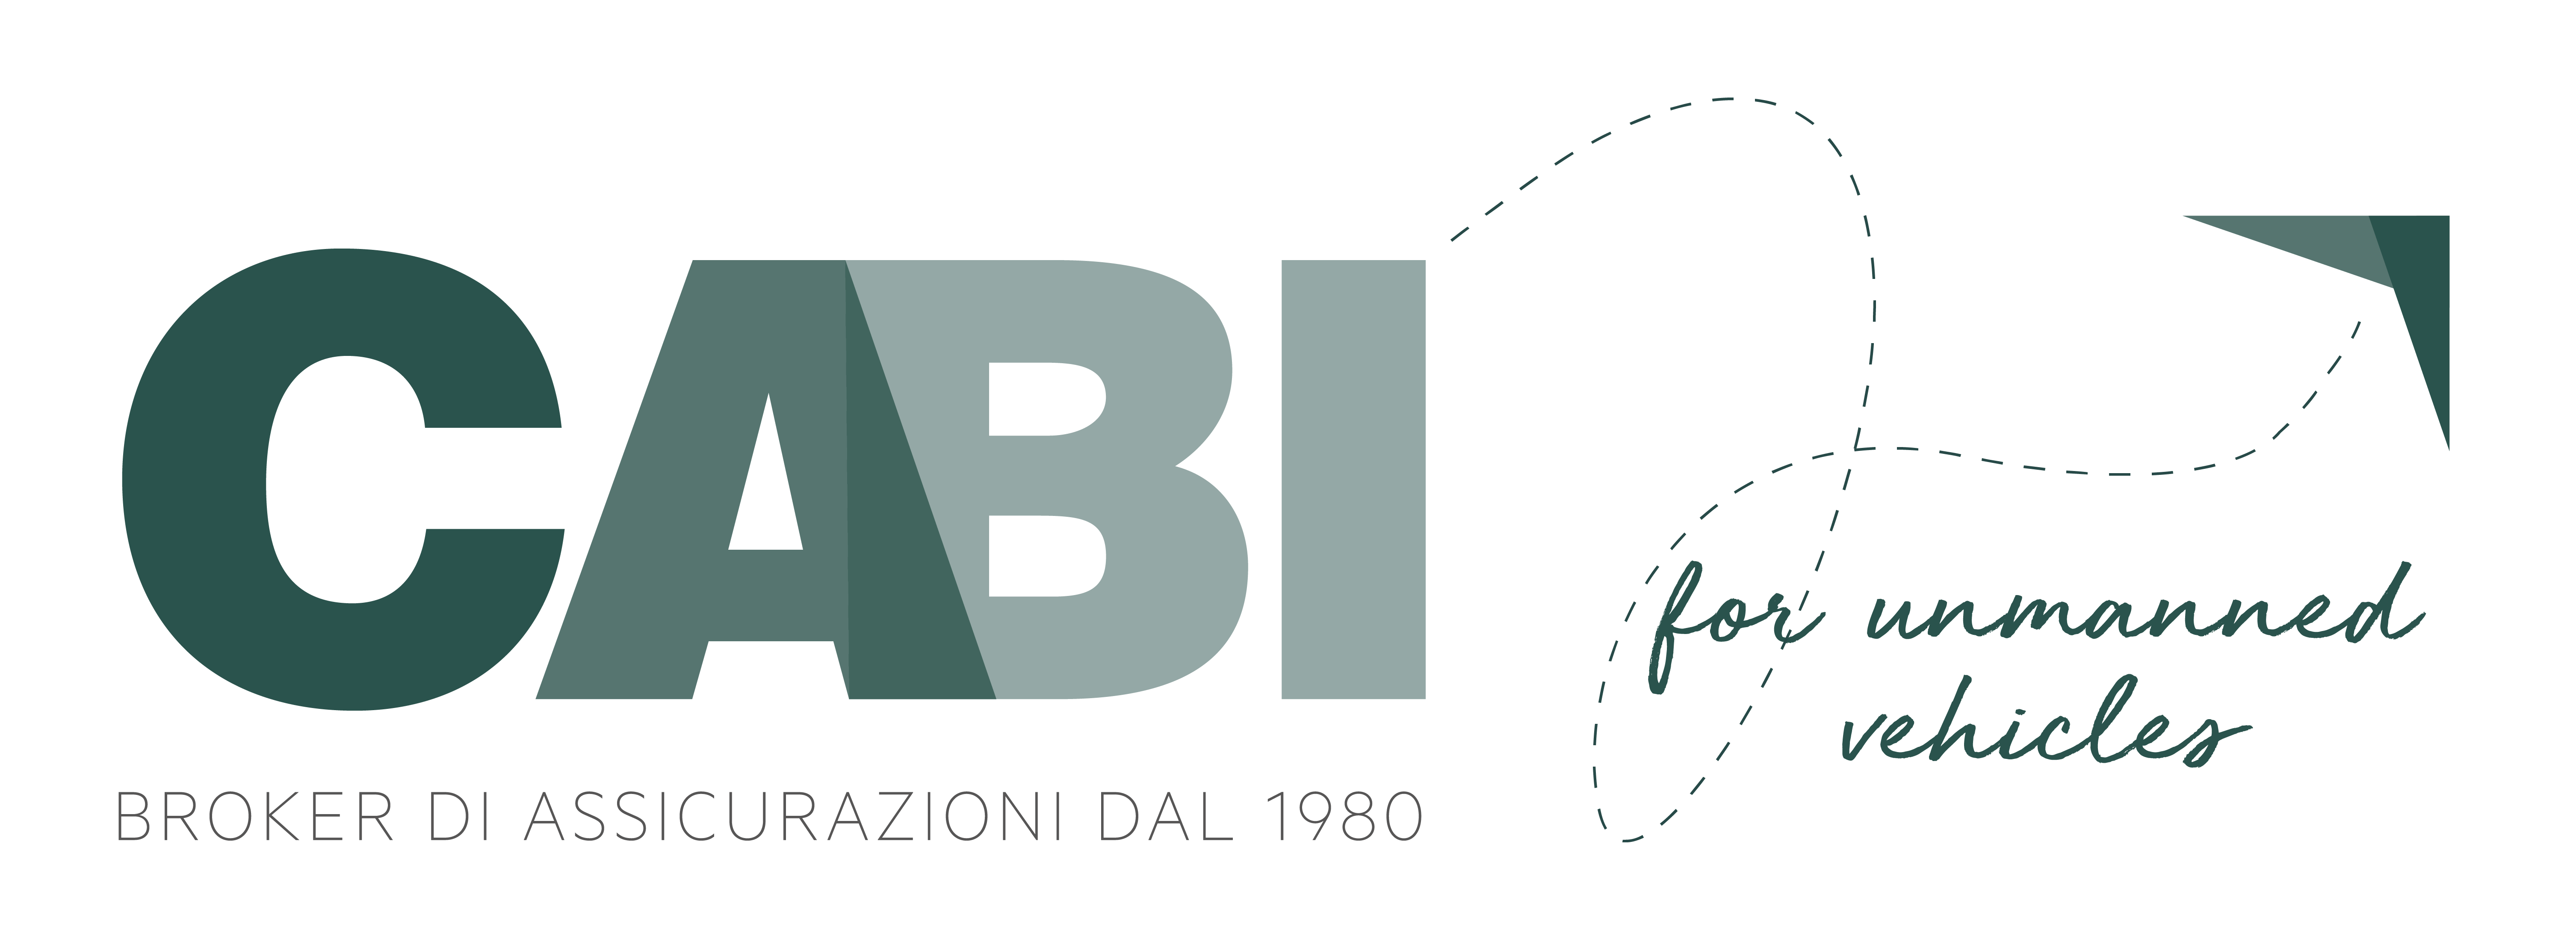 CABI
BROKER DI ASSICURAZIONI DAL 1980
for unmanned
vehicles